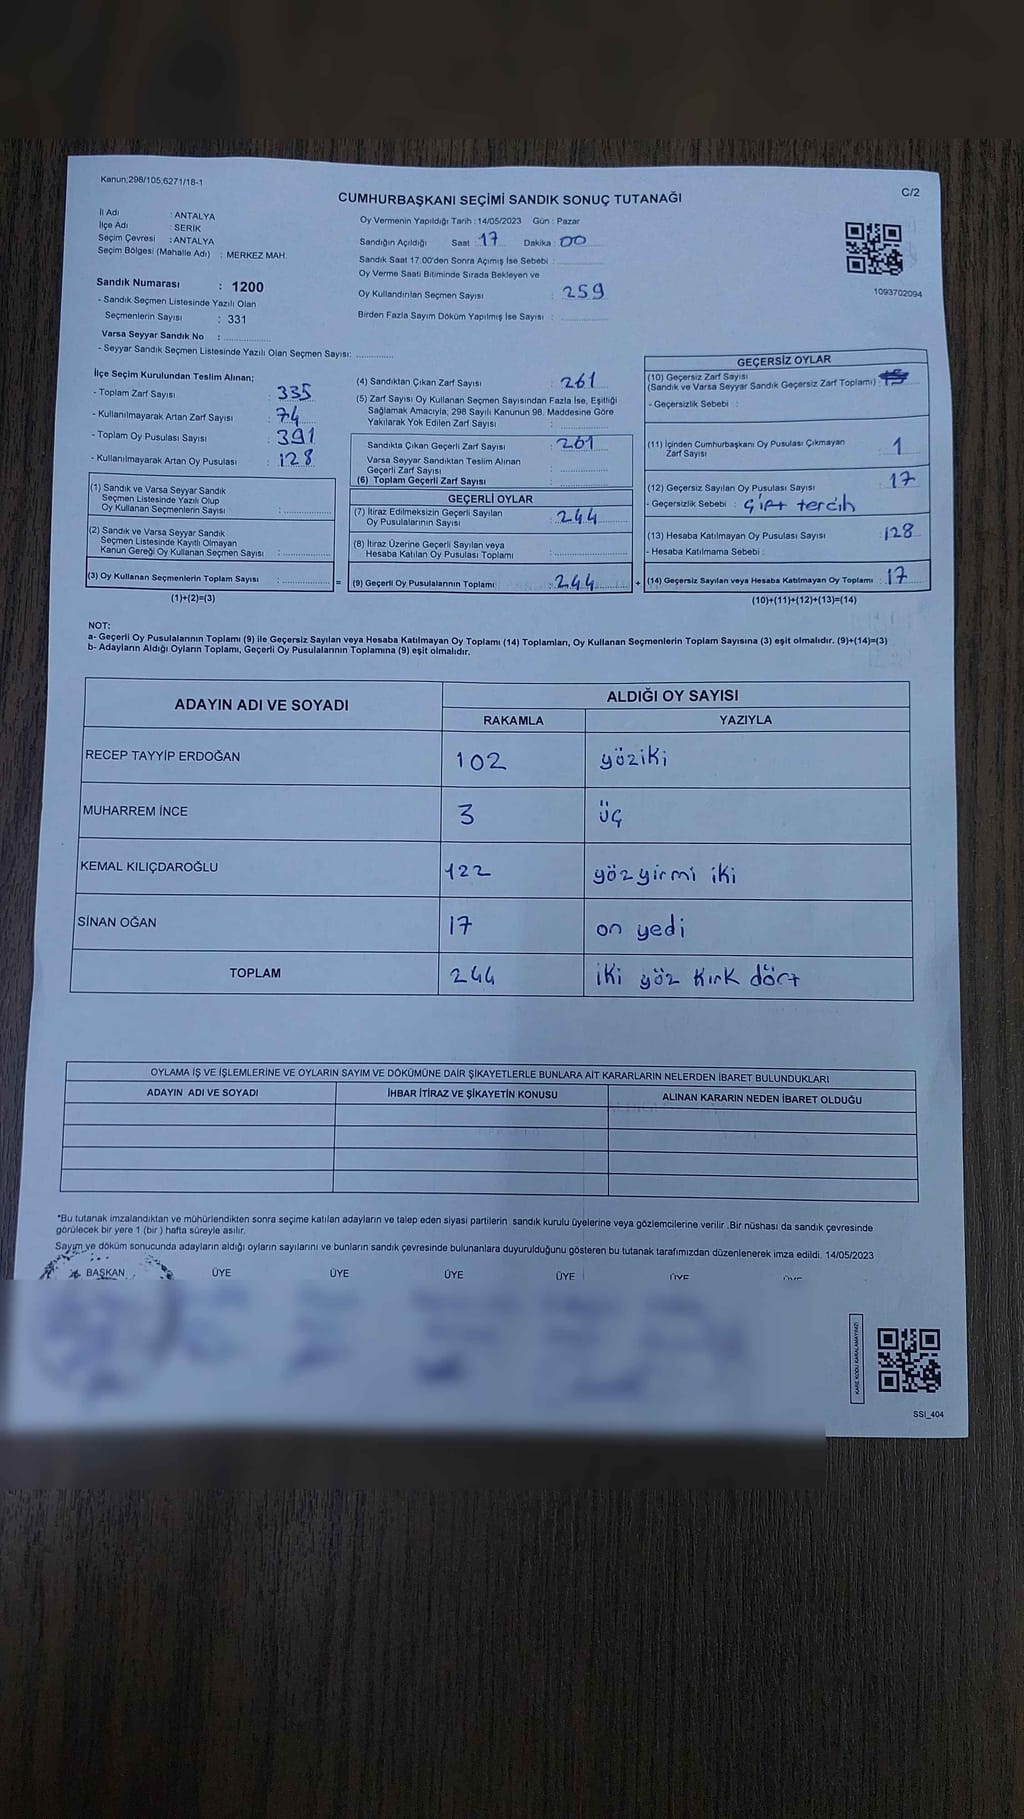 Kanun;298/105;6271/18-1
C/2
CUMHURBAŞKANI SEÇİMİ SANDIK SONUÇ TUTANAĞI
İl Adı : ANTALYA
İlçe Adı : SERİK
Seçim Çevresi : ANTALYA
Seçim Bölgesi (Mahalle Adı) : MERKEZ MAH.
Sandık Numarası : 1200
- Sandık Seçmen Listesinde Yazılı Olan
Seçmenlerin Sayısı : 331
Varsa Seyyar Sandık No :
- Seyyar Sandık Seçmen Listesinde Yazılı Olan Seçmen Sayısı:
Oy Vermenin Yapıldığı Tarih : 14/05/2023 Gün : Pazar
Sandığın Açıldığı Saat : 17 Dakika : 00
Sandık Saat 17:00'den Sonra Açımış İse Sebebi :
Oy Verme Saati Bitiminde Sırada Bekleyen ve
Oy Kullandırılan Seçmen Sayısı : 259
Birden Fazla Sayım Döküm Yapılmış İse Sayısı :
1093702094
İlçe Seçim Kurulundan Teslim Alınan;
- Toplam Zarf Sayısı : 335
- Kullanılmayarak Artan Zarf Sayısı : 74
- Toplam Oy Pusulası Sayısı : 391
- Kullanılmayarak Artan Oy Pusulası : 128
(1) Sandık ve Varsa Seyyar Sandık
Seçmen Listesinde Yazılı Olup
Oy Kullanan Seçmenlerin Sayısı :
(2) Sandık ve Varsa Seyyar Sandık
Seçmen Listesinde Kayıtlı Olmayan
Kanun Gereği Oy Kullanan Seçmen Sayısı :
(3) Oy Kullanan Seçmenlerin Toplam Sayısı : =
(1)+(2)=(3)
(4) Sandıktan Çıkan Zarf Sayısı : 261
(5) Zarf Sayısı Oy Kullanan Seçmen Sayısından Fazla İse, Eşitliği
Sağlamak Amacıyla, 298 Sayılı Kanunun 98. Maddesine Göre
Yakılarak Yok Edilen Zarf Sayısı :
Sandıkta Çıkan Geçerli Zarf Sayısı : 261
Varsa Seyyar Sandıktan Teslim Alınan
Geçerli Zarf Sayısı :
(6) Toplam Geçerli Zarf Sayısı :
GEÇERLİ OYLAR
(7) İtiraz Edilmeksizin Geçerli Sayılan
Oy Pusulalarının Sayısı : 244
(8) İtiraz Üzerine Geçerli Sayılan veya
Hesaba Katılan Oy Pusulası Toplamı :
(9) Geçerli Oy Pusulalarının Toplamı : 244 +
GEÇERSİZ OYLAR
(10) Geçersiz Zarf Sayısı
(Sandık ve Varsa Seyyar Sandık Geçersiz Zarf Toplamı) :
- Geçersizlik Sebebi :
(11) İçinden Cumhurbaşkanı Oy Pusulası Çıkmayan
Zarf Sayısı : 1
(12) Geçersiz Sayılan Oy Pusulası Sayısı : 17
- Geçersizlik Sebebi : Çift tercih
(13) Hesaba Katılmayan Oy Pusulası Sayısı : 128
- Hesaba Katılmama Sebebi :
(14) Geçersiz Sayılan veya Hesaba Katılmayan Oy Toplamı : 17
(10)+(11)+(12)+(13)=(14)
NOT:
a- Geçerli Oy Pusulalarının Toplamı (9) ile Geçersiz Sayılan veya Hesaba Katılmayan Oy Toplamı (14) Toplamları, Oy Kullanan Seçmenlerin Toplam Sayısına (3) eşit olmalıdır. (9)+(14)=(3)
b- Adayların Aldığı Oyların Toplamı, Geçerli Oy Pusulalarının Toplamına (9) eşit olmalıdır.
ADAYIN ADI VE SOYADI ALDIĞI OY SAYISI
RAKAMLA YAZIYLA
RECEP TAYYİP ERDOĞAN 102 yöziki
MUHARREM İNCE 3 üç
KEMAL KILIÇDAROĞLU 122 yözyirmi iki
SİNAN OĞAN 17 on yedi
TOPLAM 244 iki yöz kırk dört
OYLAMA İŞ VE İŞLEMLERİNE VE OYLARIN SAYIM VE DÖKÜMÜNE DAİR ŞİKAYETLERLE BUNLARA AİT KARARLARIN NELERDEN İBARET BULUNDUKLARI
ADAYIN ADI VE SOYADI İHBAR İTİRAZ VE ŞİKAYETİN KONUSU ALINAN KARARIN NEDEN İBARET OLDUĞU
*Bu tutanak imzalandıktan ve mühürlendikten sonra seçime katılan adayların ve talep eden siyasi partilerin sandık kurulu üyelerine veya gözlemcilerine verilir .Bir nüshası da sandık çevresinde
görülecek bir yere 1 (bir ) hafta süreyle asılır.
Sayım ve döküm sonucunda adayların aldığı oyların sayılarını ve bunların sandık çevresinde bulunanlara duyurulduğunu gösteren bu tutanak tarafımızdan düzenlenerek imza edildi. 14/05/2023
BAŞKAN ÜYE ÜYE ÜYE ÜYE ÜYE ÜYE
KARE KODU KARALAMAYINIZ!
SSI_404